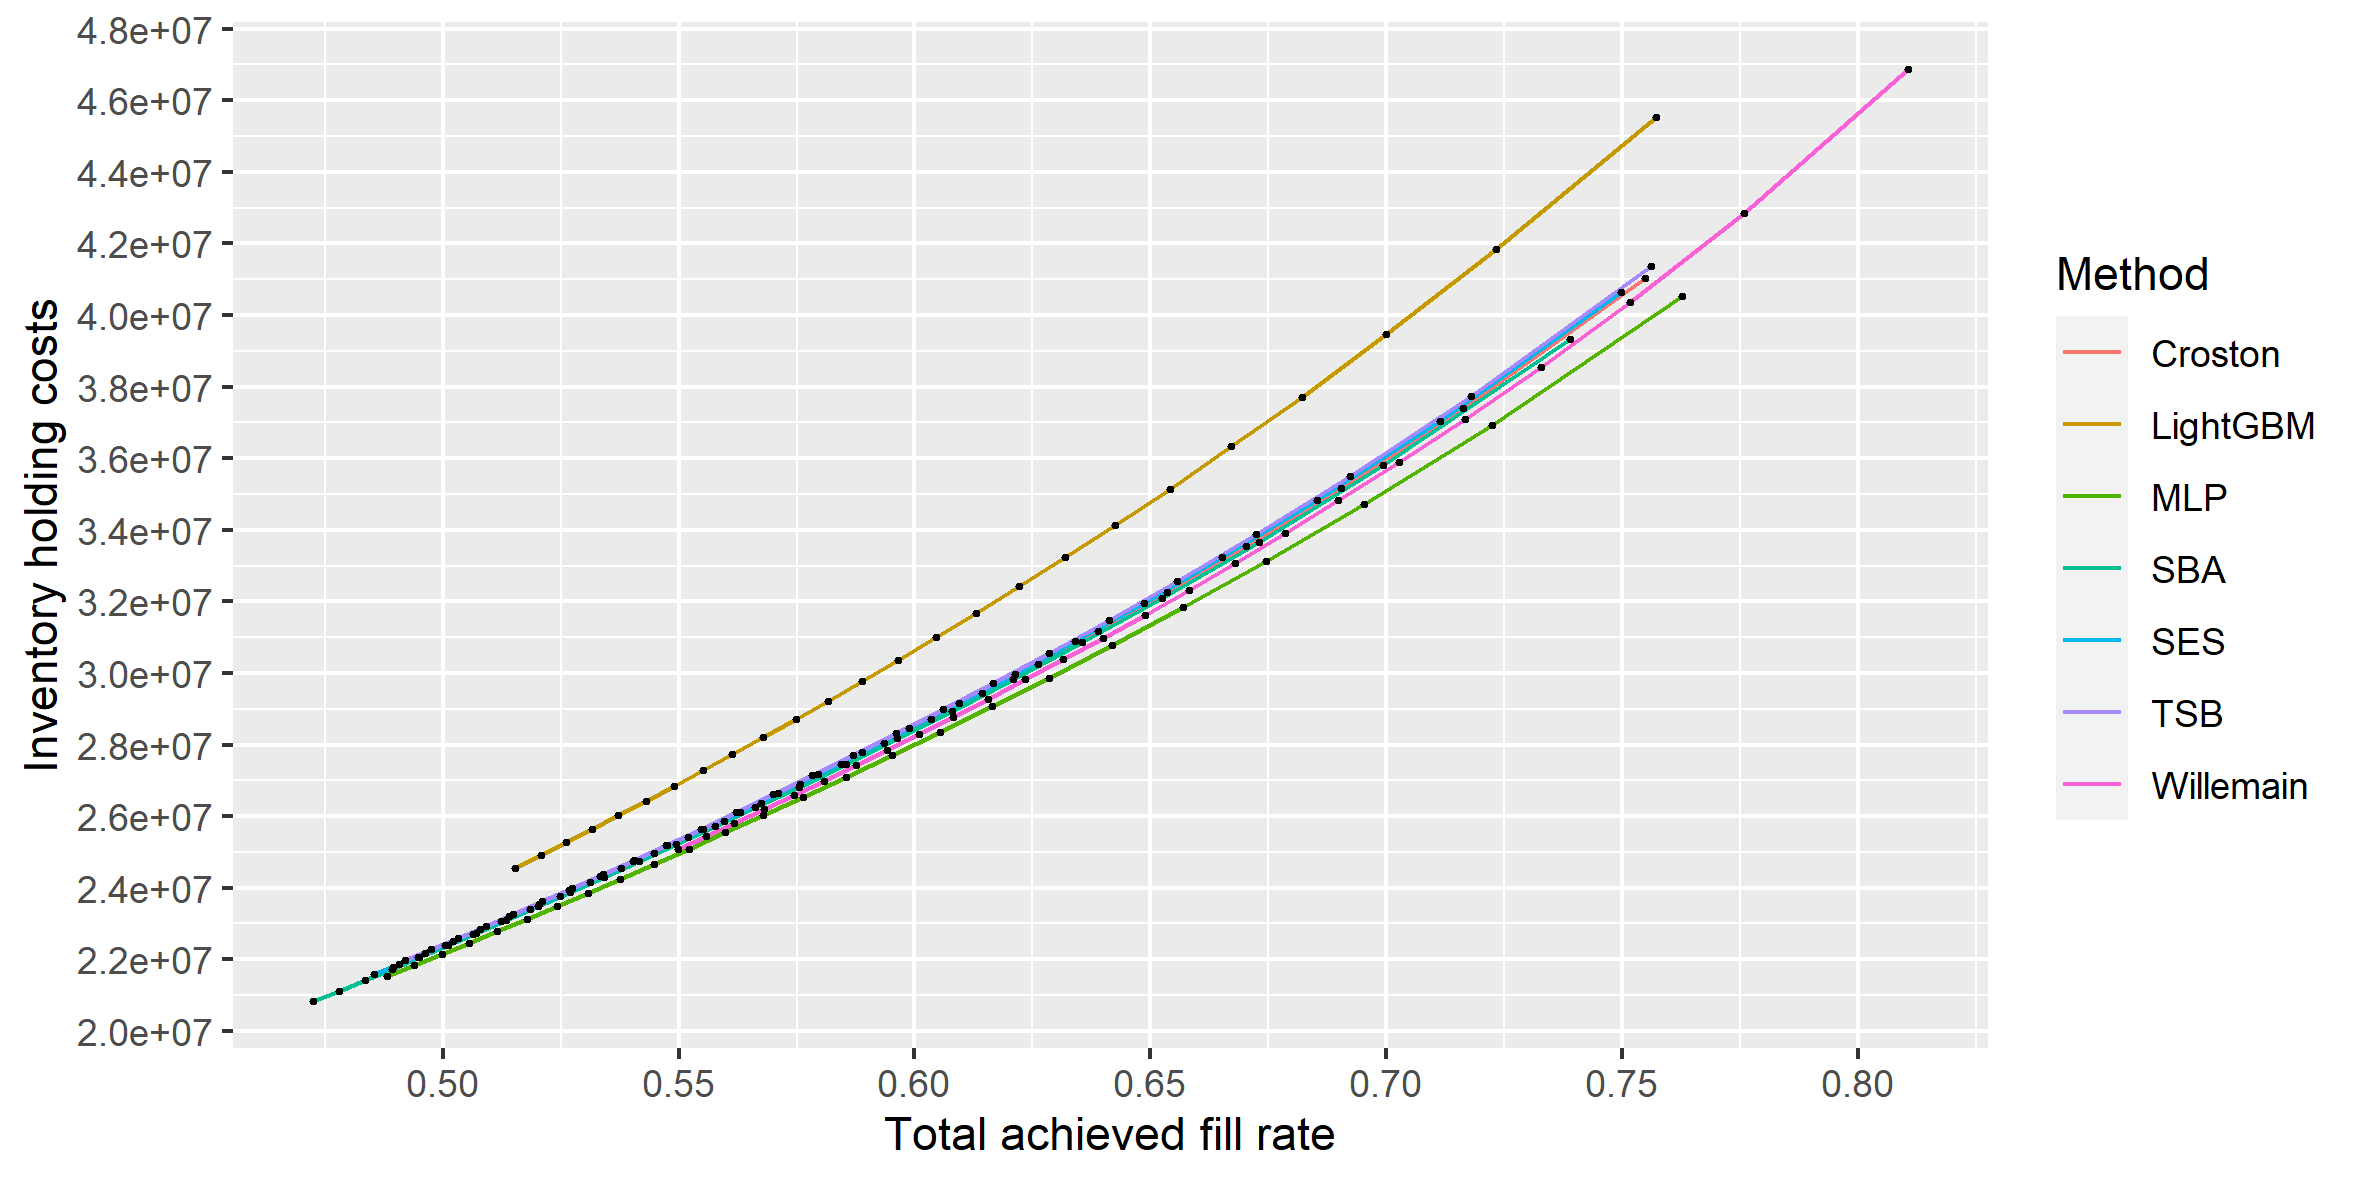 4.8e+07
4.6e+07
4.4e+07
4.2e+07
4.0e+07
3.8e+07
3.6e+07
3.4e+07
3.2e+07
3.0e+07
2.8e+07
2.6e+07
2.4e+07
2.2e+07
2.0e+07
Inventory holding costs
0.50 0.55 0.60 0.65 0.70 0.75 0.80
Total achieved fill rate
Method
Croston
LightGBM
MLP
SBA
SES
TSB
Willemain